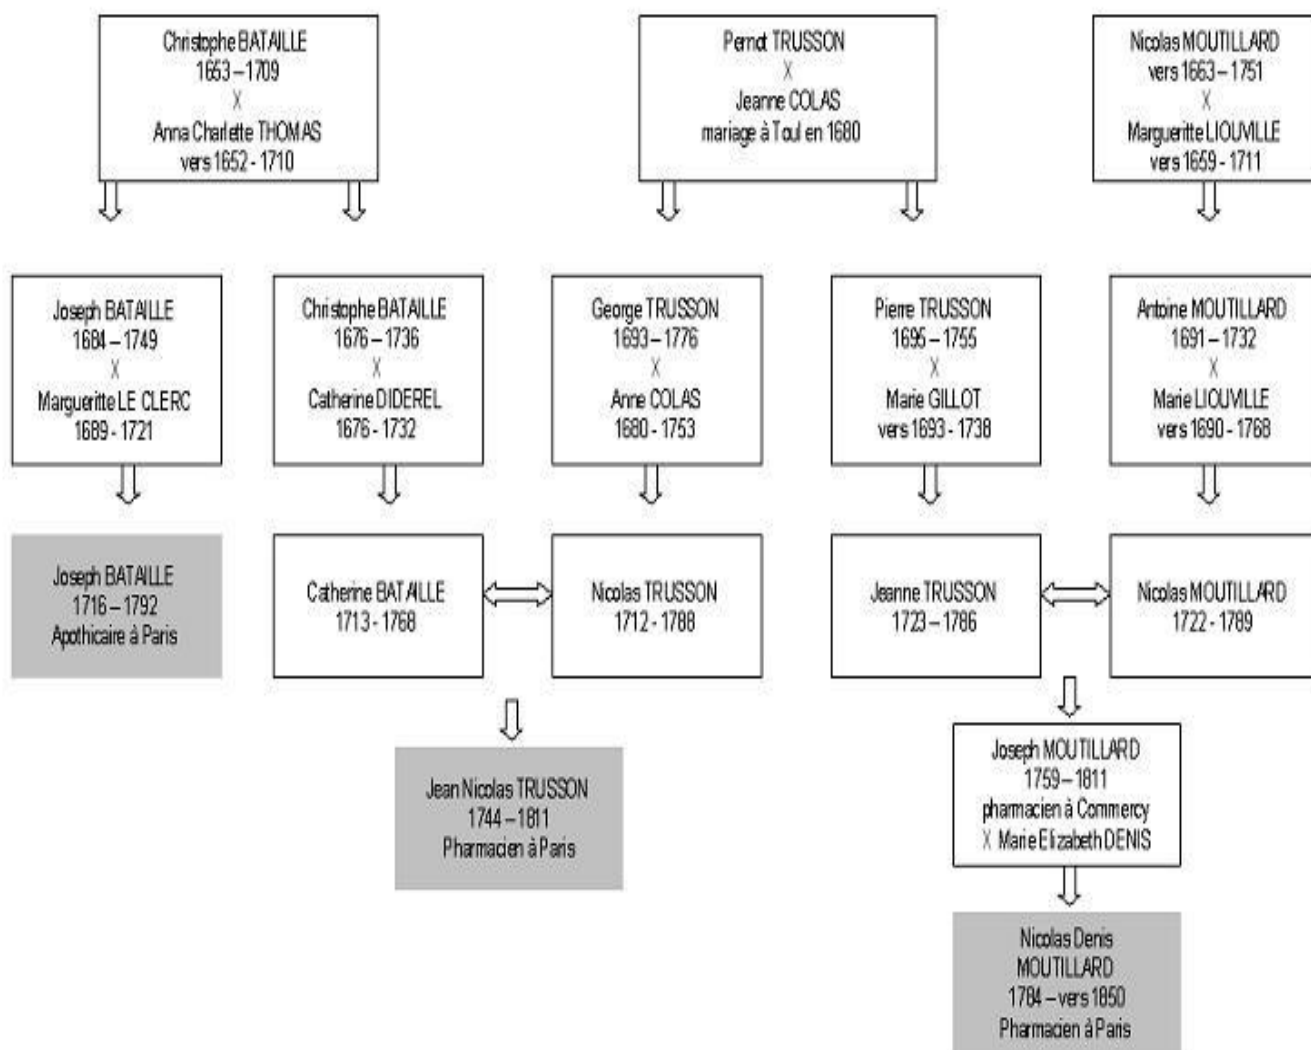 Christophe BATAILLE
1653 – 1709
X
Anna Charlette THOMAS
vers 1652 - 1710
Pernot TRUSSON
X
Jeanne COLAS
mariage à Toul en 1680
Nicolas MOUTILLARD
vers 1663 – 1751
X
Margueritte LIOUVILLE
vers 1659 - 1711
Joseph BATAILLE
1684 – 1749
X
Margueritte LE CLERC
1689 - 1721
Christophe BATAILLE
1676 – 1736
X
Catherine DIDEREL
1676 - 1732
George TRUSSON
1693 – 1776
X
Anne COLAS
1680 - 1753
Pierre TRUSSON
1695 – 1755
X
Marie GILLOT
vers 1693 - 1738
Antoine MOUTILLARD
1691 – 1732
X
Marie LIOUVILLE
vers 1690 - 1768
Joseph BATAILLE
1716 – 1792
Apothicaire à Paris
Catherine BATAILLE
1713 - 1768
Nicolas TRUSSON
1712 - 1788
Jeanne TRUSSON
1723 – 1786
Nicolas MOUTILLARD
1722 - 1789
Jean Nicolas TRUSSON
1744 – 1811
Pharmacien à Paris
Joseph MOUTILLARD
1759 – 1811
pharmacien à Commercy
X Marie Elizabeth DENIS
Nicolas Denis
MOUTILLARD
1784 – vers 1850
Pharmacien à Paris